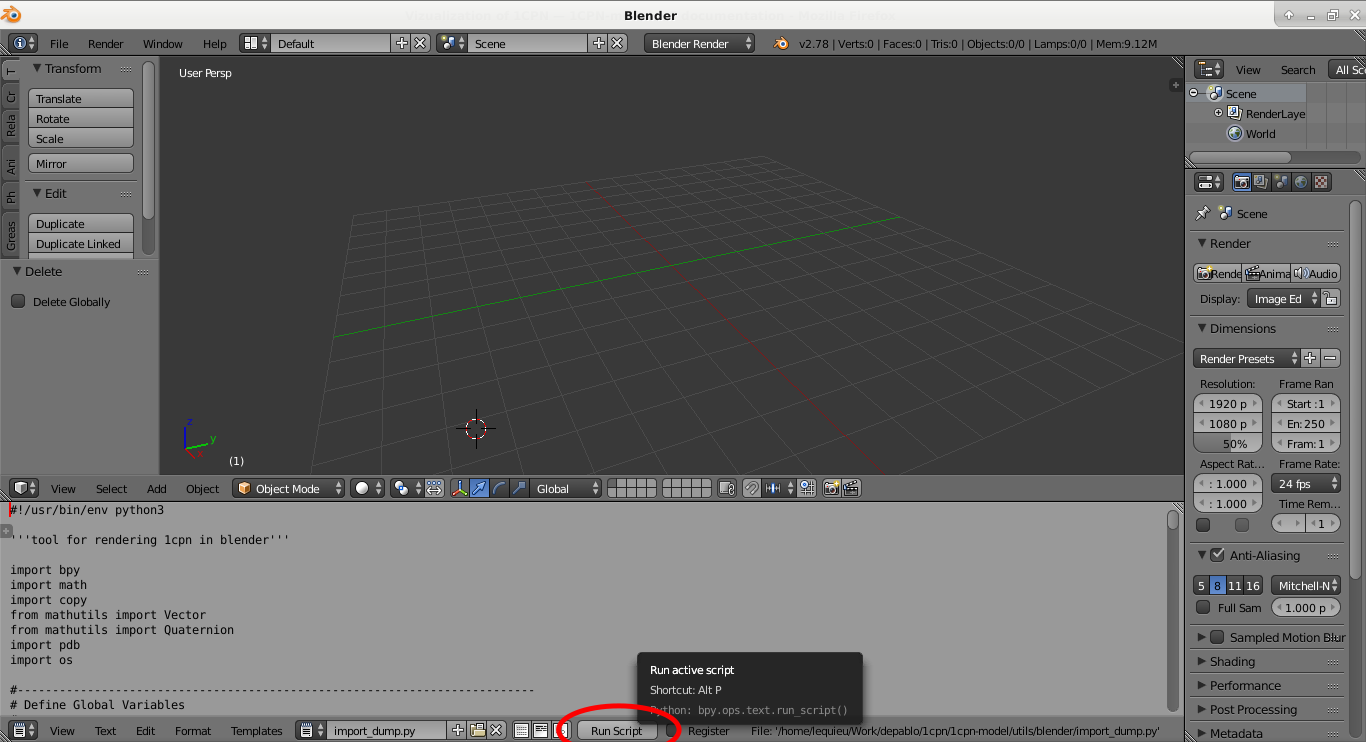 Blender
File Render Window Help Default Scene Blender Render v2.78 | Verts:0 | Faces:0 | Tris:0 | Objects:0/0 | Lamps:0/0 | Mem:9.12M
T
Cr
Rela
Ani
Ph
Greas
Transform
Translate
Rotate
Scale
Mirror
Edit
Duplicate
Duplicate Linked
Delete
Delete Globally
User Persp
z
y
x
(1)
View Select Add Object Object Mode Global
#!/usr/bin/env python3
'''tool for rendering 1cpn in blender'''
import bpy
import math
import copy
from mathutils import Vector
from mathutils import Quaternion
import pdb
import os
#--------------------------------------------------------------
# Define Global Variables
Run active script
Shortcut: Alt P
Python: bpy.ops.text.run_script()
View Text Edit Format Templates import_dump.py Run Script Register File: '/home/lequieu/Work/depablo/1cpn/1cpn-model/utils/blender/import_dump.py'
View Search All Sce
Scene
RenderLaye
World
Scene
Render
Rende Anima Audio
Display: Image Ed
Dimensions
Render Presets
Resolution: Frame Ran
1920 p Start :1
1080 p En: 250
50% Fram: 1
Aspect Rat... Frame Rate:
: 1.000 24 fps
: 1.000 Time Rem...
1
Anti-Aliasing
5 8 11 16 Mitchell-N
Full Sam 1.000 p
Sampled Motion Blur
Shading
Performance
Post Processing
Metadata